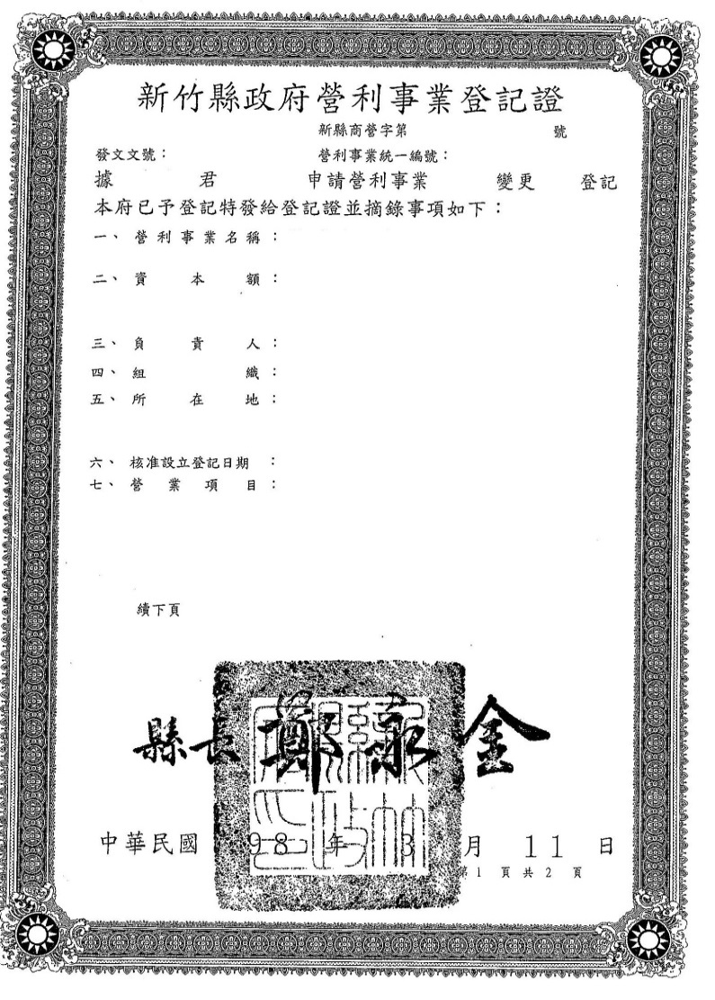 新竹縣政府營利事業登記證
新縣商營字第 號
發文文號： 營利事業統一編號：
據 君 申請營利事業 變更 登記
本府已予登記特發給登記證並摘錄事項如下：
一、營利事業名稱：
二、資本額：
三、負責人：
四、組織：
五、所在地：
六、核准設立登記日期：
七、營業項目：
續下頁
縣長 鄭永金
中華民國 98 年 3 月 11 日
第1頁共2頁